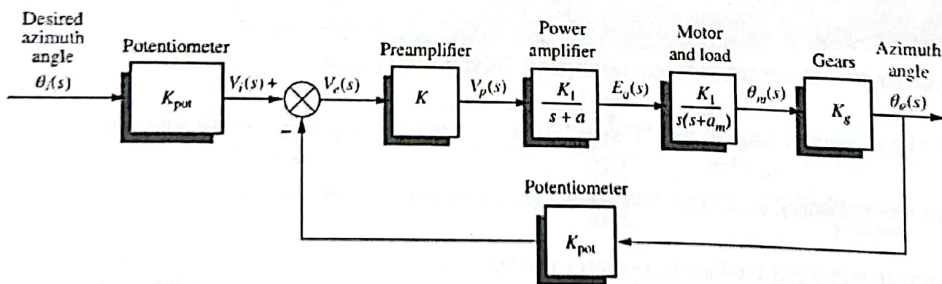 Desired
azimuth
angle
θi(s)
Potentiometer
Kpot
Vi(s) +
−
Ve(s)
Preamplifier
K
Vp(s)
Power
amplifier
K1
s + a
Ea(s)
Motor
and load
K1
s(s+am)
θm(s)
Gears
Kg
Azimuth
angle
θo(s)
Potentiometer
Kpot